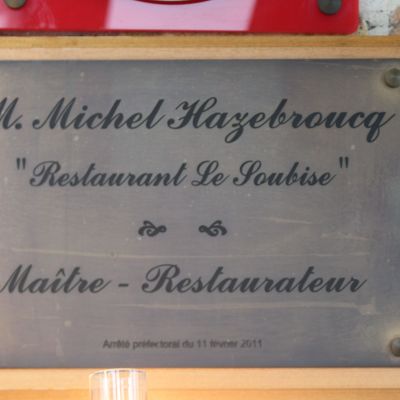 M. Michel Hazebroucq
"Restaurant Le Soubise"
Maître - Restaurateur
Arrêté préfectoral du 11 février 2011